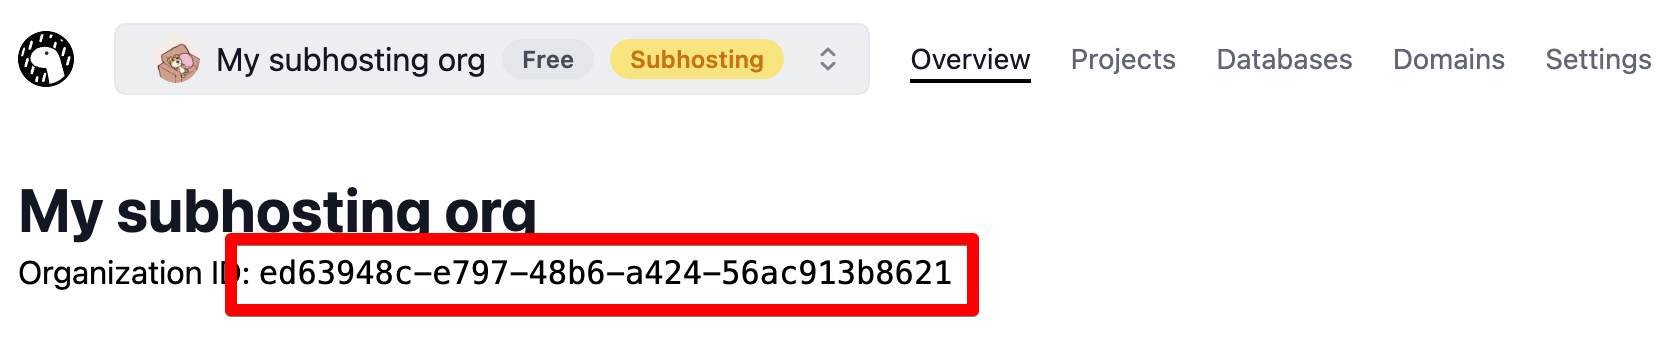 My subhosting org Free Subhosting Overview Projects Databases Domains Settings
My subhosting org
Organization ID: ed63948c-e797-48b6-a424-56ac913b8621